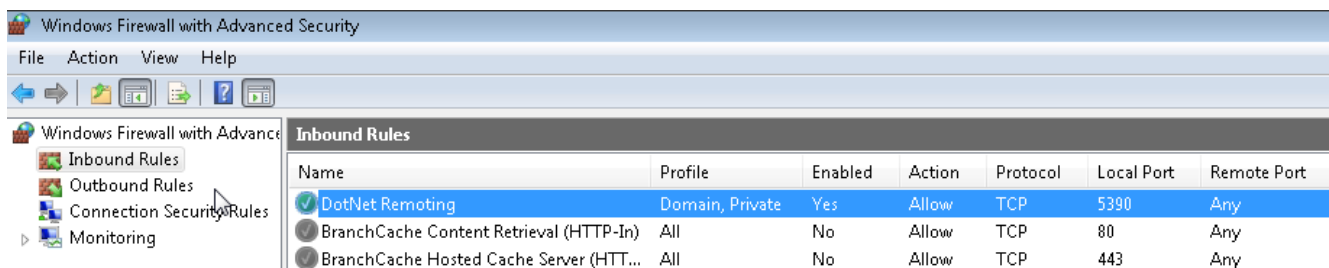 Windows Firewall with Advanced Security
File Action View Help
Windows Firewall with Advance
Inbound Rules
Outbound Rules
Connection Security Rules
Monitoring
Inbound Rules
Name Profile Enabled Action Protocol Local Port Remote Port
DotNet Remoting Domain, Private Yes Allow TCP 5390 Any
BranchCache Content Retrieval (HTTP-In) All No Allow TCP 80 Any
BranchCache Hosted Cache Server (HTT... All No Allow TCP 443 Any